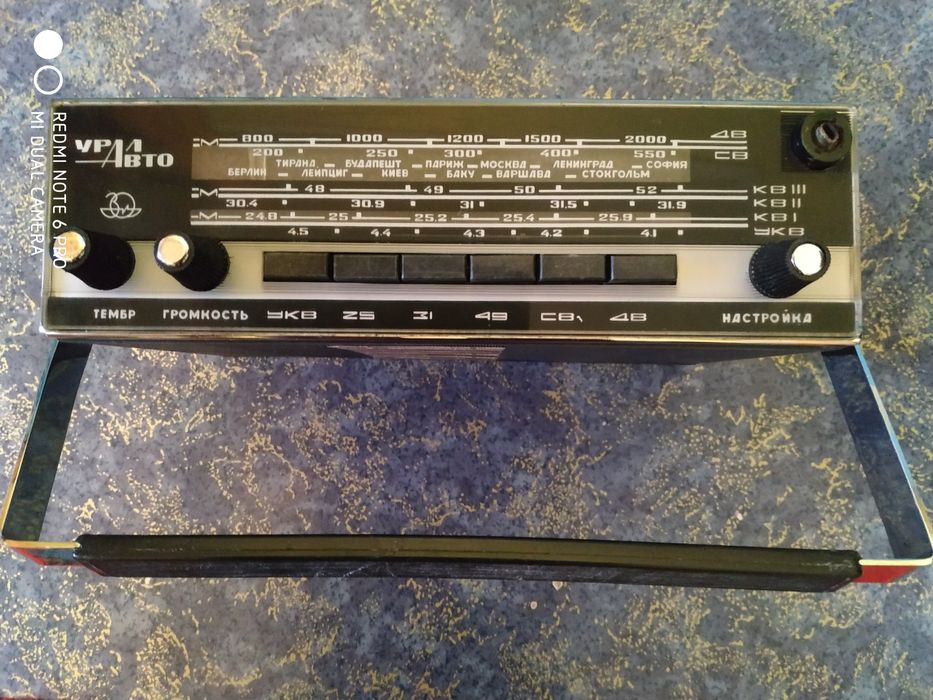 УРАЛ
АВТО
М 800 1000 1200 1500 2000 ДВ
200 250 300 400 550 СВ
ТИРАНА БУДАПЕШТ ПАРИЖ МОСКВА ЛЕНИНГРАД СОФИЯ
БЕРЛИН ЛЕЙПЦИГ КИЕВ БАКУ ВАРШАВА СТОКГОЛЬМ
М 48 49 50 52 КВ III
30.4 30.9 31 31.5 31.9 КВ II
М 24.8 25 25.2 25.4 25.9 КВ I
4.5 4.4 4.3 4.2 4.1 УКВ
ТЕМБР ГРОМКОСТЬ УКВ 25 31 49 СВ ДВ НАСТРОЙКА
REDMI NOTE 6 PRO
MI DUAL CAMERA